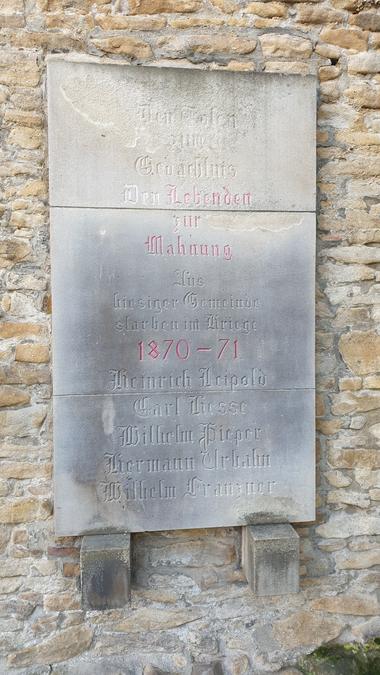 Den Toten
zum
Gedächtnis
Den Lebenden
zur
Mahnung
Aus
hiesiger Gemeinde
starben im Kriege
1870-71
Heinrich Leipold
Carl Hesse
Wilhelm Pieper
Hermann Urbahn
Wilhelm